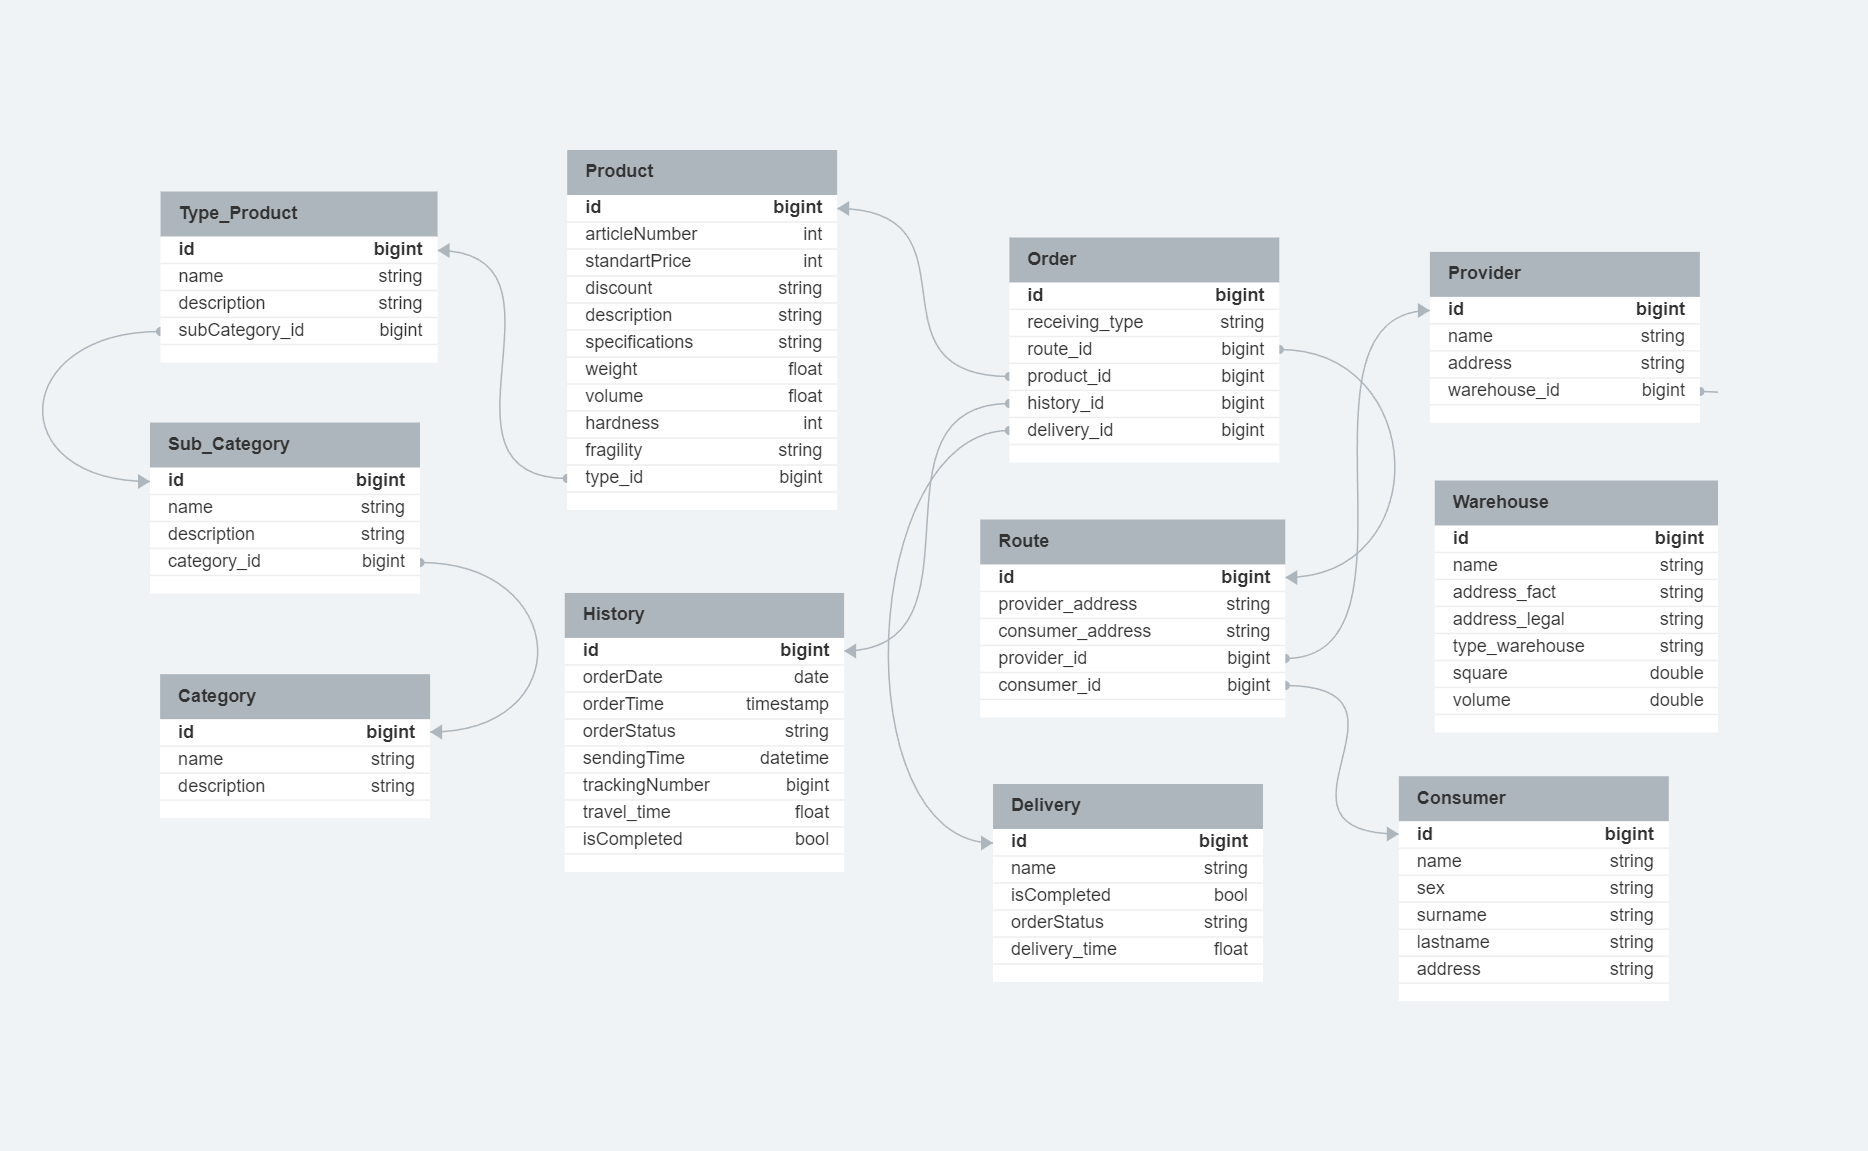 Type_Product
id bigint
name string
description string
subCategory_id bigint
Sub_Category
id bigint
name string
description string
category_id bigint
Category
id bigint
name string
description string
Product
id bigint
articleNumber int
standartPrice int
discount string
description string
specifications string
weight float
volume float
hardness int
fragility string
type_id bigint
History
id bigint
orderDate date
orderTime timestamp
orderStatus string
sendingTime datetime
trackingNumber bigint
travel_time float
isCompleted bool
Order
id bigint
receiving_type string
route_id bigint
product_id bigint
history_id bigint
delivery_id bigint
Route
id bigint
provider_address string
consumer_address string
provider_id bigint
consumer_id bigint
Delivery
id bigint
name string
isCompleted bool
orderStatus string
delivery_time float
Provider
id bigint
name string
address string
warehouse_id bigint
Warehouse
id bigint
name string
address_fact string
address_legal string
type_warehouse string
square double
volume double
Consumer
id bigint
name string
sex string
surname string
lastname string
address string